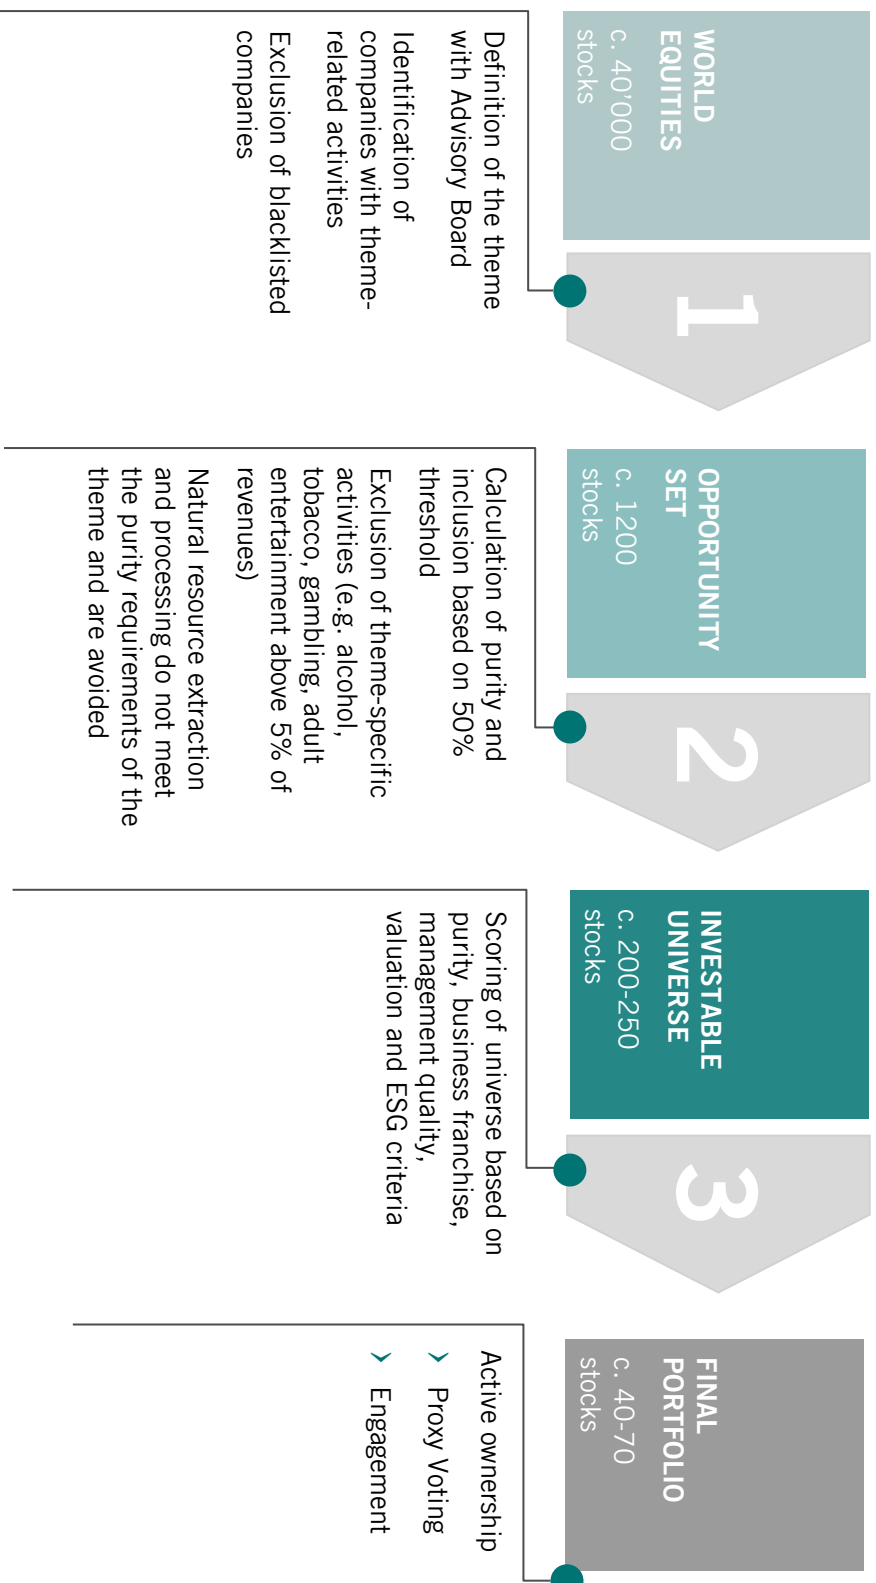 WORLD
EQUITIES
c. 40'000
stocks
1
Definition of the theme
with Advisory Board
Identification of
companies with theme-
related activities
Exclusion of blacklisted
companies
OPPORTUNITY
SET
c. 1200
stocks
2
Calculation of purity and
inclusion based on 50%
threshold
Exclusion of theme-specific
activities (e.g. alcohol,
tobacco, gambling, adult
entertainment above 5% of
revenues)
Natural resource extraction
and processing do not meet
the purity requirements of the
theme and are avoided
INVESTABLE
UNIVERSE
c. 200-250
stocks
3
Scoring of universe based on
purity, business franchise,
management quality,
valuation and ESG criteria
FINAL
PORTFOLIO
c. 40-70
stocks
Active ownership
› Proxy Voting
› Engagement